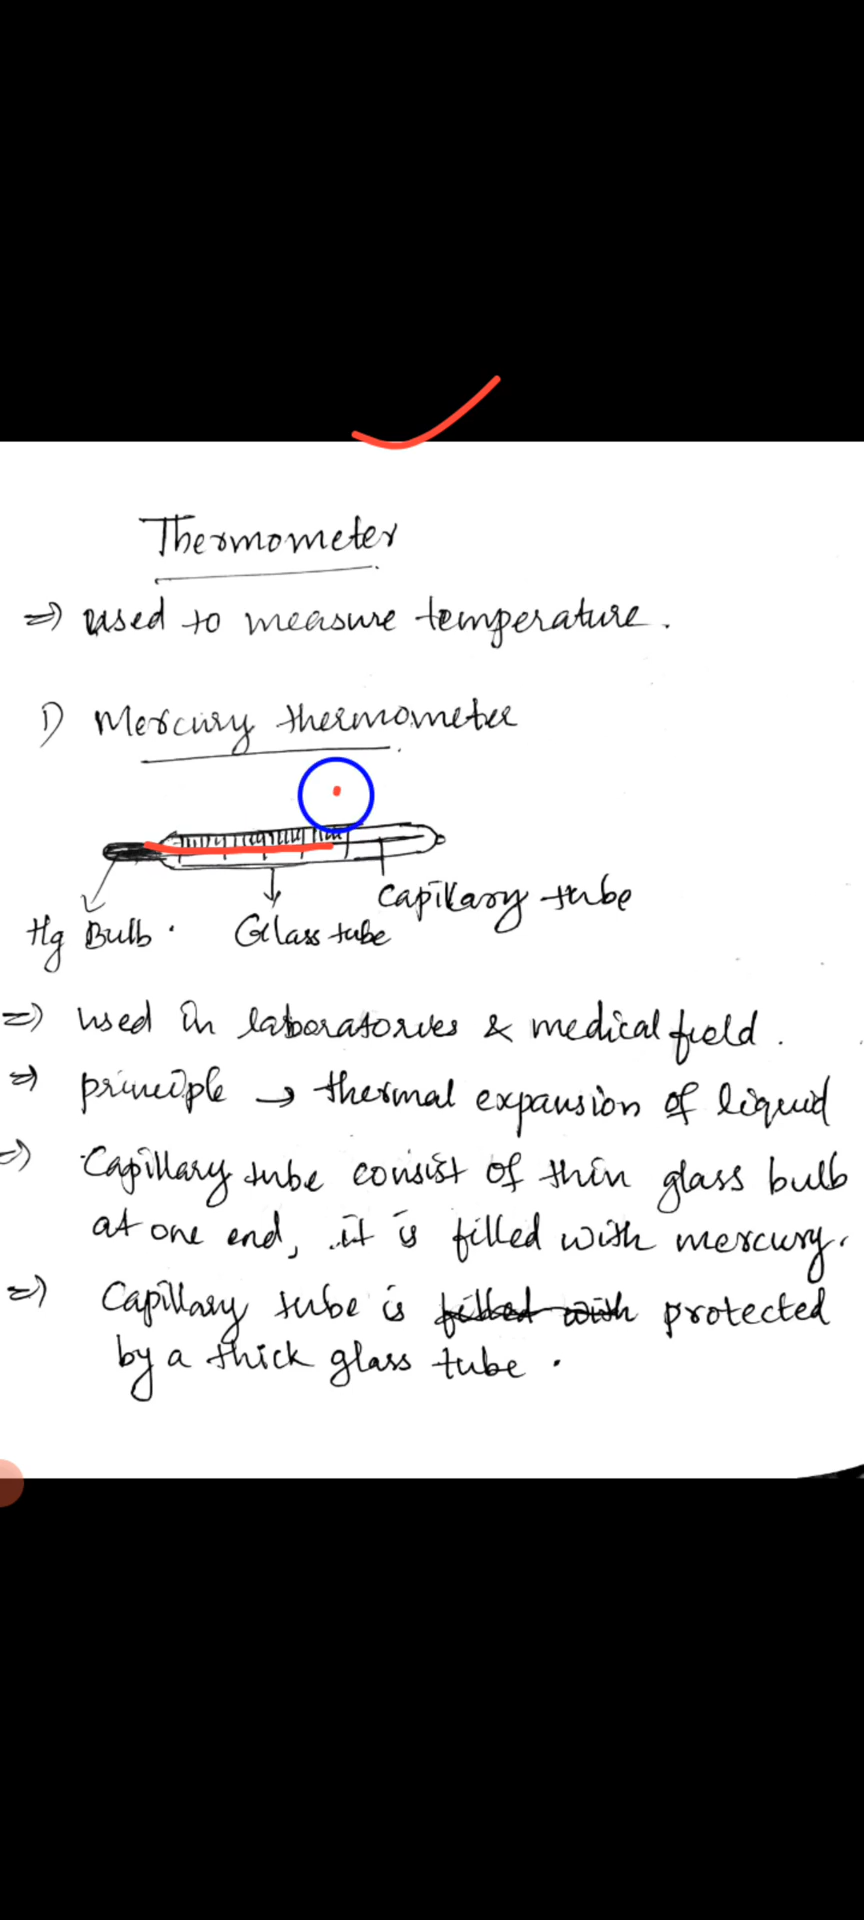 Thermometer
=> used to measure temperature.
1) Mercury thermometer
Capillary tube
Hg Bulb. Glass tube
=> used in laboratories & medical field.
=> principle → thermal expansion of liquid
=> Capillary tube consist of thin glass bulb
at one end, it is filled with mercury.
=> Capillary tube is filled with protected
by a thick glass tube.